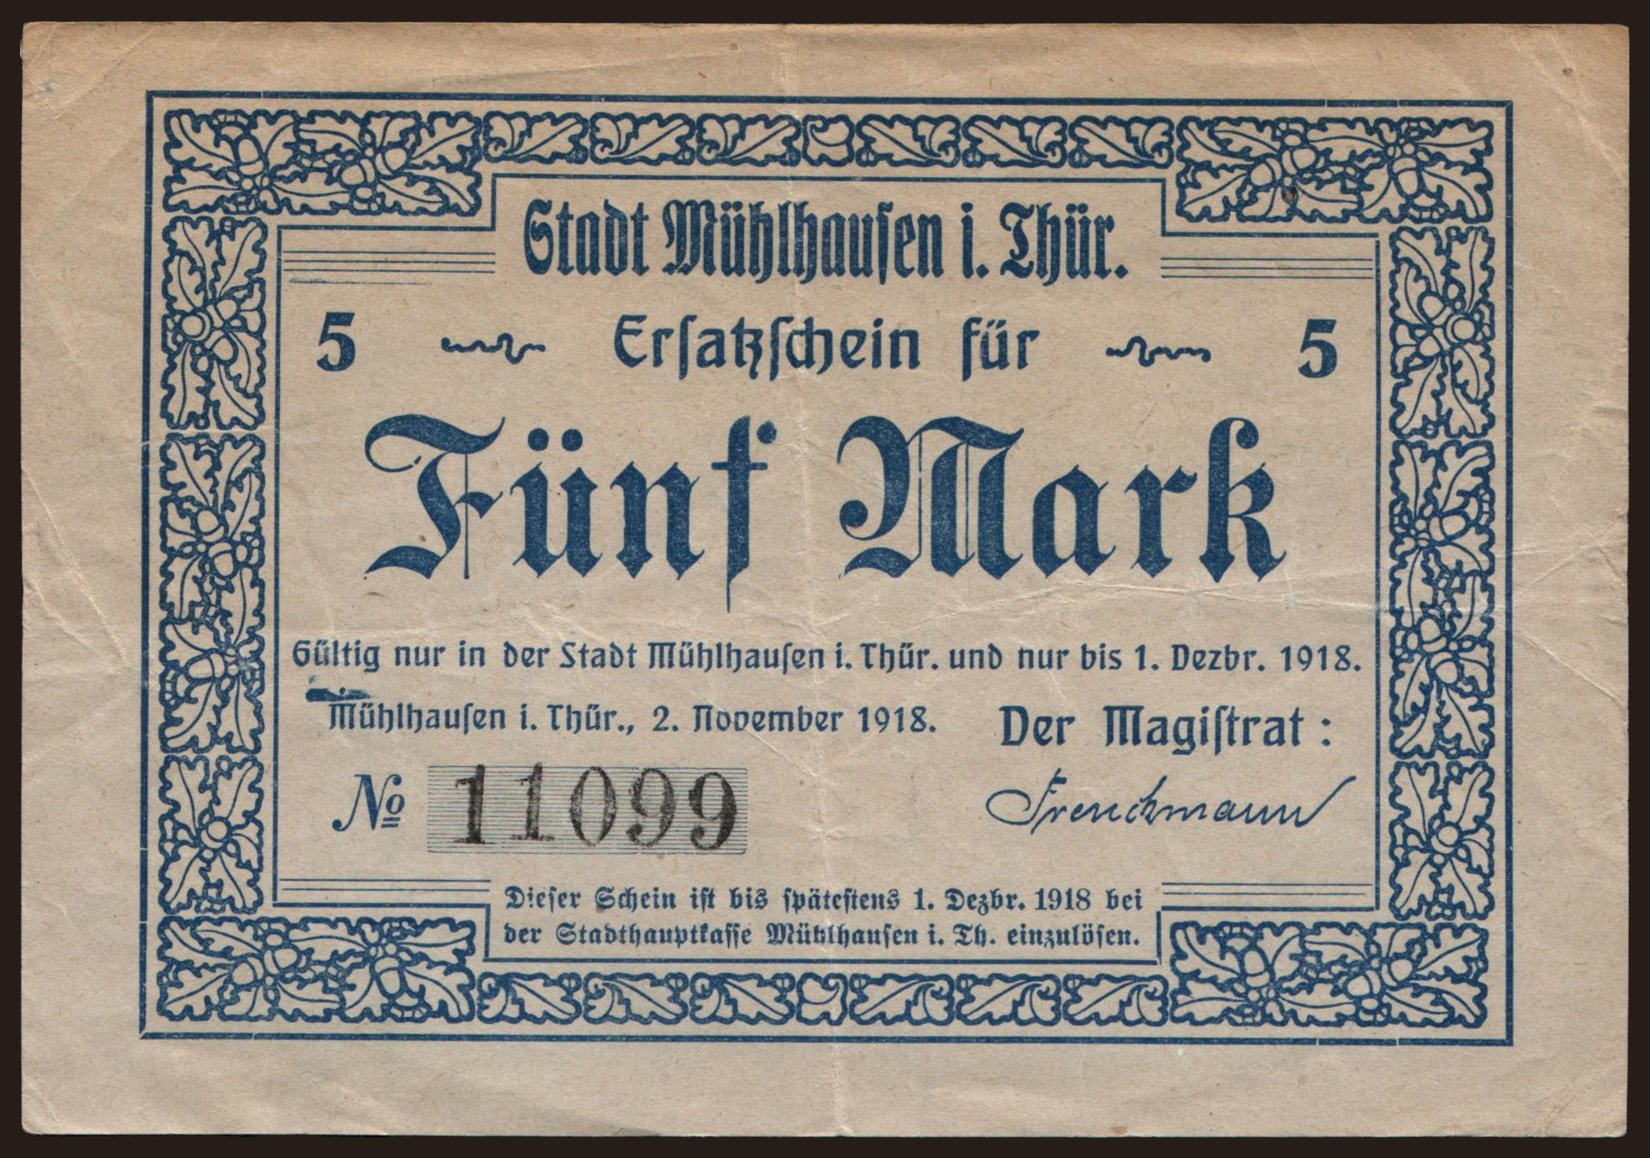 Stadt Mühlhausen i. Thür.
5 Ersatzschein für 5
Fünf Mark
Gültig nur in der Stadt Mühlhausen i. Thür. und nur bis 1. Dezbr. 1918.
Mühlhausen i. Thür., 2. November 1918. Der Magistrat:
No 11099 Trenckmann
Dieser Schein ist bis spätestens 1. Dezbr. 1918 bei
der Stadthauptkasse Mühlhausen i. Th. einzulösen.